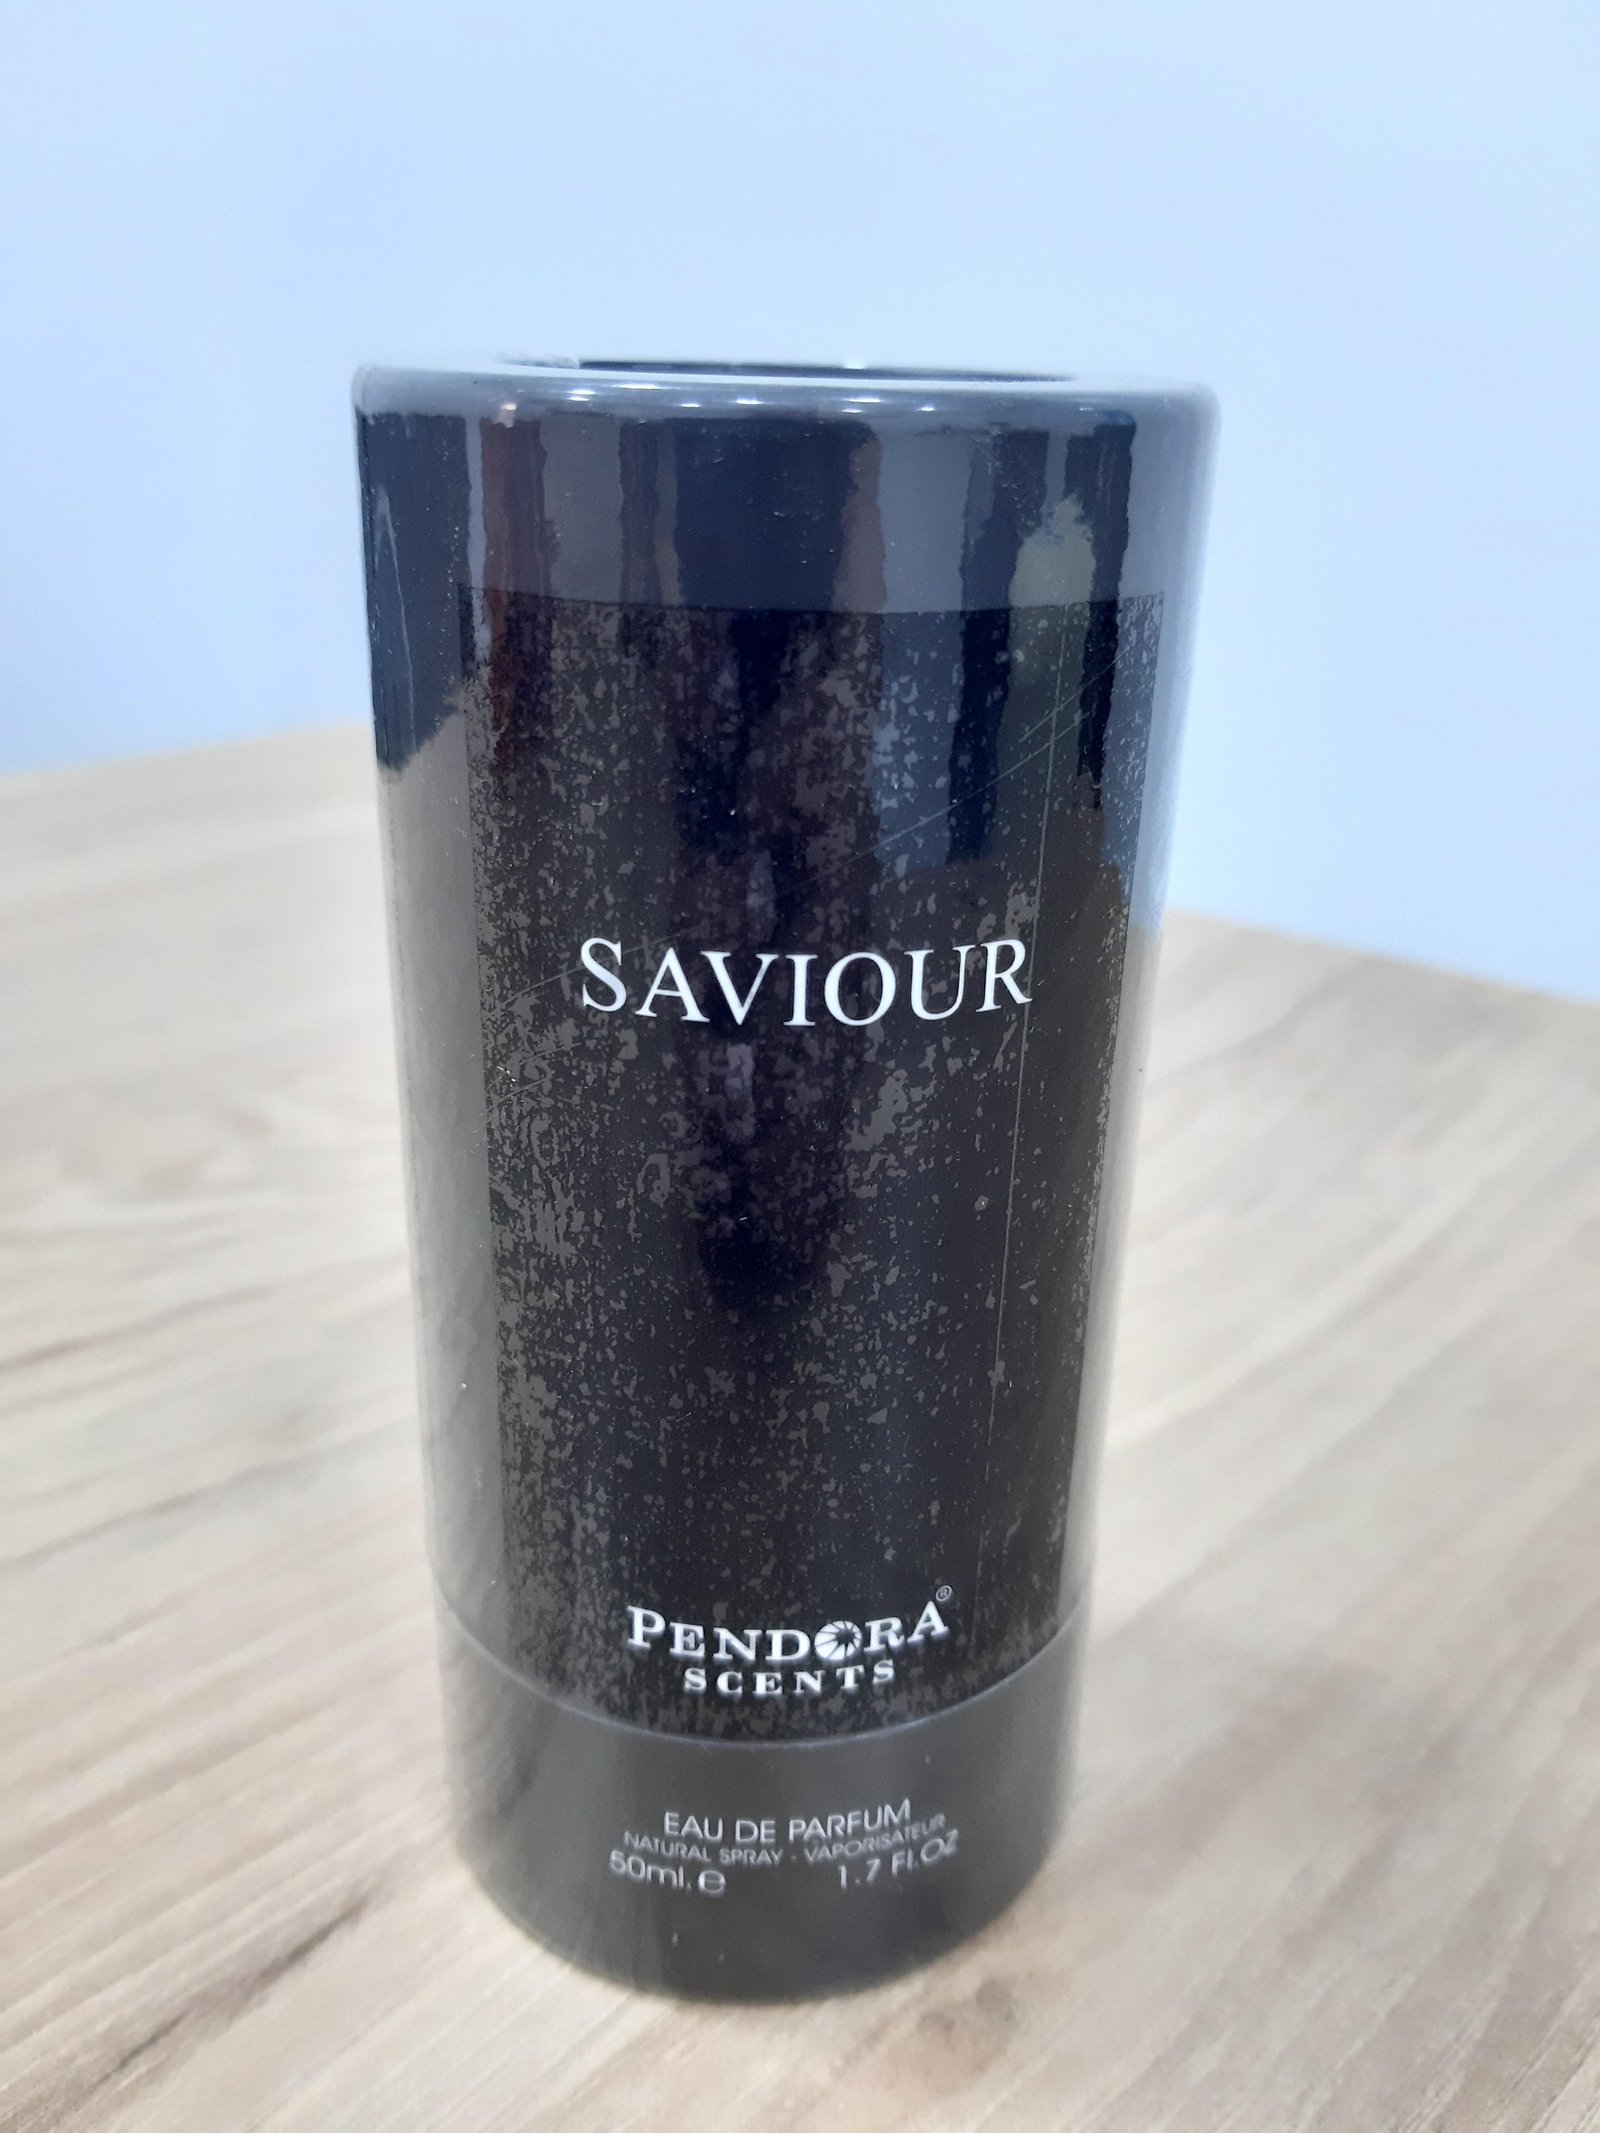 SAVIOUR
PENDORA®
SCENTS
EAU DE PARFUM
NATURAL SPRAY - VAPORISATEUR
50ml. e 1.7 Fl. OZ